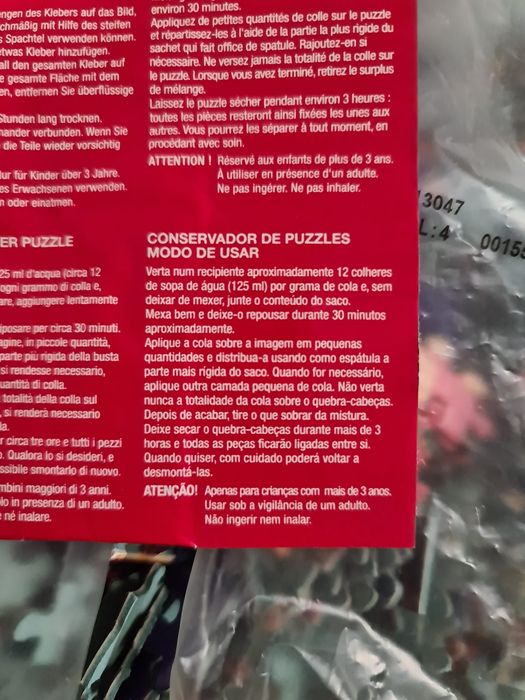 ngen des Klebers auf das Bild,
chmäßig mit Hilfe des steifen
s Spachtel verwenden können.
etwas Kleber hinzufügen.
all den gesamten Kleber auf
e gesamte Fläche mit dem
en, entfernen Sie überflüssige
Stunden lang trocknen.
nander verbunden. Wenn Sie
die Teile wieder vorsichtig
ur für Kinder über 3 Jahre.
es Erwachsenen verwenden.
n oder einatmen.
environ 30 minutes.
Appliquez de petites quantités de colle sur le puzzle
et répartissez-les à l'aide de la partie la plus rigide du
sachet qui fait office de spatule. Rajoutez-en si
nécessaire. Ne versez jamais la totalité de la colle sur
le puzzle. Lorsque vous avez terminé, retirez le surplus
de mélange.
Laissez le puzzle sécher pendant environ 3 heures :
toutes les pièces resteront ainsi fixées les unes aux
autres. Vous pourrez les séparer à tout moment, en
procédant avec soin.
ATTENTION ! Réservé aux enfants de plus de 3 ans.
À utiliser en présence d'un adulte.
Ne pas ingérer. Ne pas inhaler.
ER PUZZLE
25 ml d'acqua (circa 12
ogni grammo di colla e,
are, aggiungere lentamente
riposare per circa 30 minuti.
agine, in piccole quantità,
parte più rigida della busta
si rendesse necessario,
uantità di colla.
totalità della colla sul
, si renderà necessario
la.
r circa tre ore e tutti i pezzi
o. Qualora lo si desideri, e
ssibile smontarlo di nuovo.
mbini maggiori di 3 anni.
lo in presenza di un adulto.
e né inalare.
CONSERVADOR DE PUZZLES
MODO DE USAR
Verta num recipiente aproximadamente 12 colheres
de sopa de água (125 ml) por grama de cola e, sem
deixar de mexer, junte o conteúdo do saco.
Mexa bem e deixe-o repousar durante 30 minutos
aproximadamente.
Aplique a cola sobre a imagem em pequenas
quantidades e distribua-a usando como espátula a
parte mais rígida do saco. Quando for necessário,
aplique outra camada pequena de cola. Não verta
nunca a totalidade da cola sobre o quebra-cabeças.
Depois de acabar, tire o que sobrar da mistura.
Deixe secar o quebra-cabeças durante mais de 3
horas e todas as peças ficarão ligadas entre si.
Quando quiser, com cuidado poderá voltar a
desmontá-las.
ATENÇÃO! Apenas para crianças com mais de 3 anos.
Usar sob a vigilância de um adulto.
Não ingerir nem inalar.
13047
L:4 00155